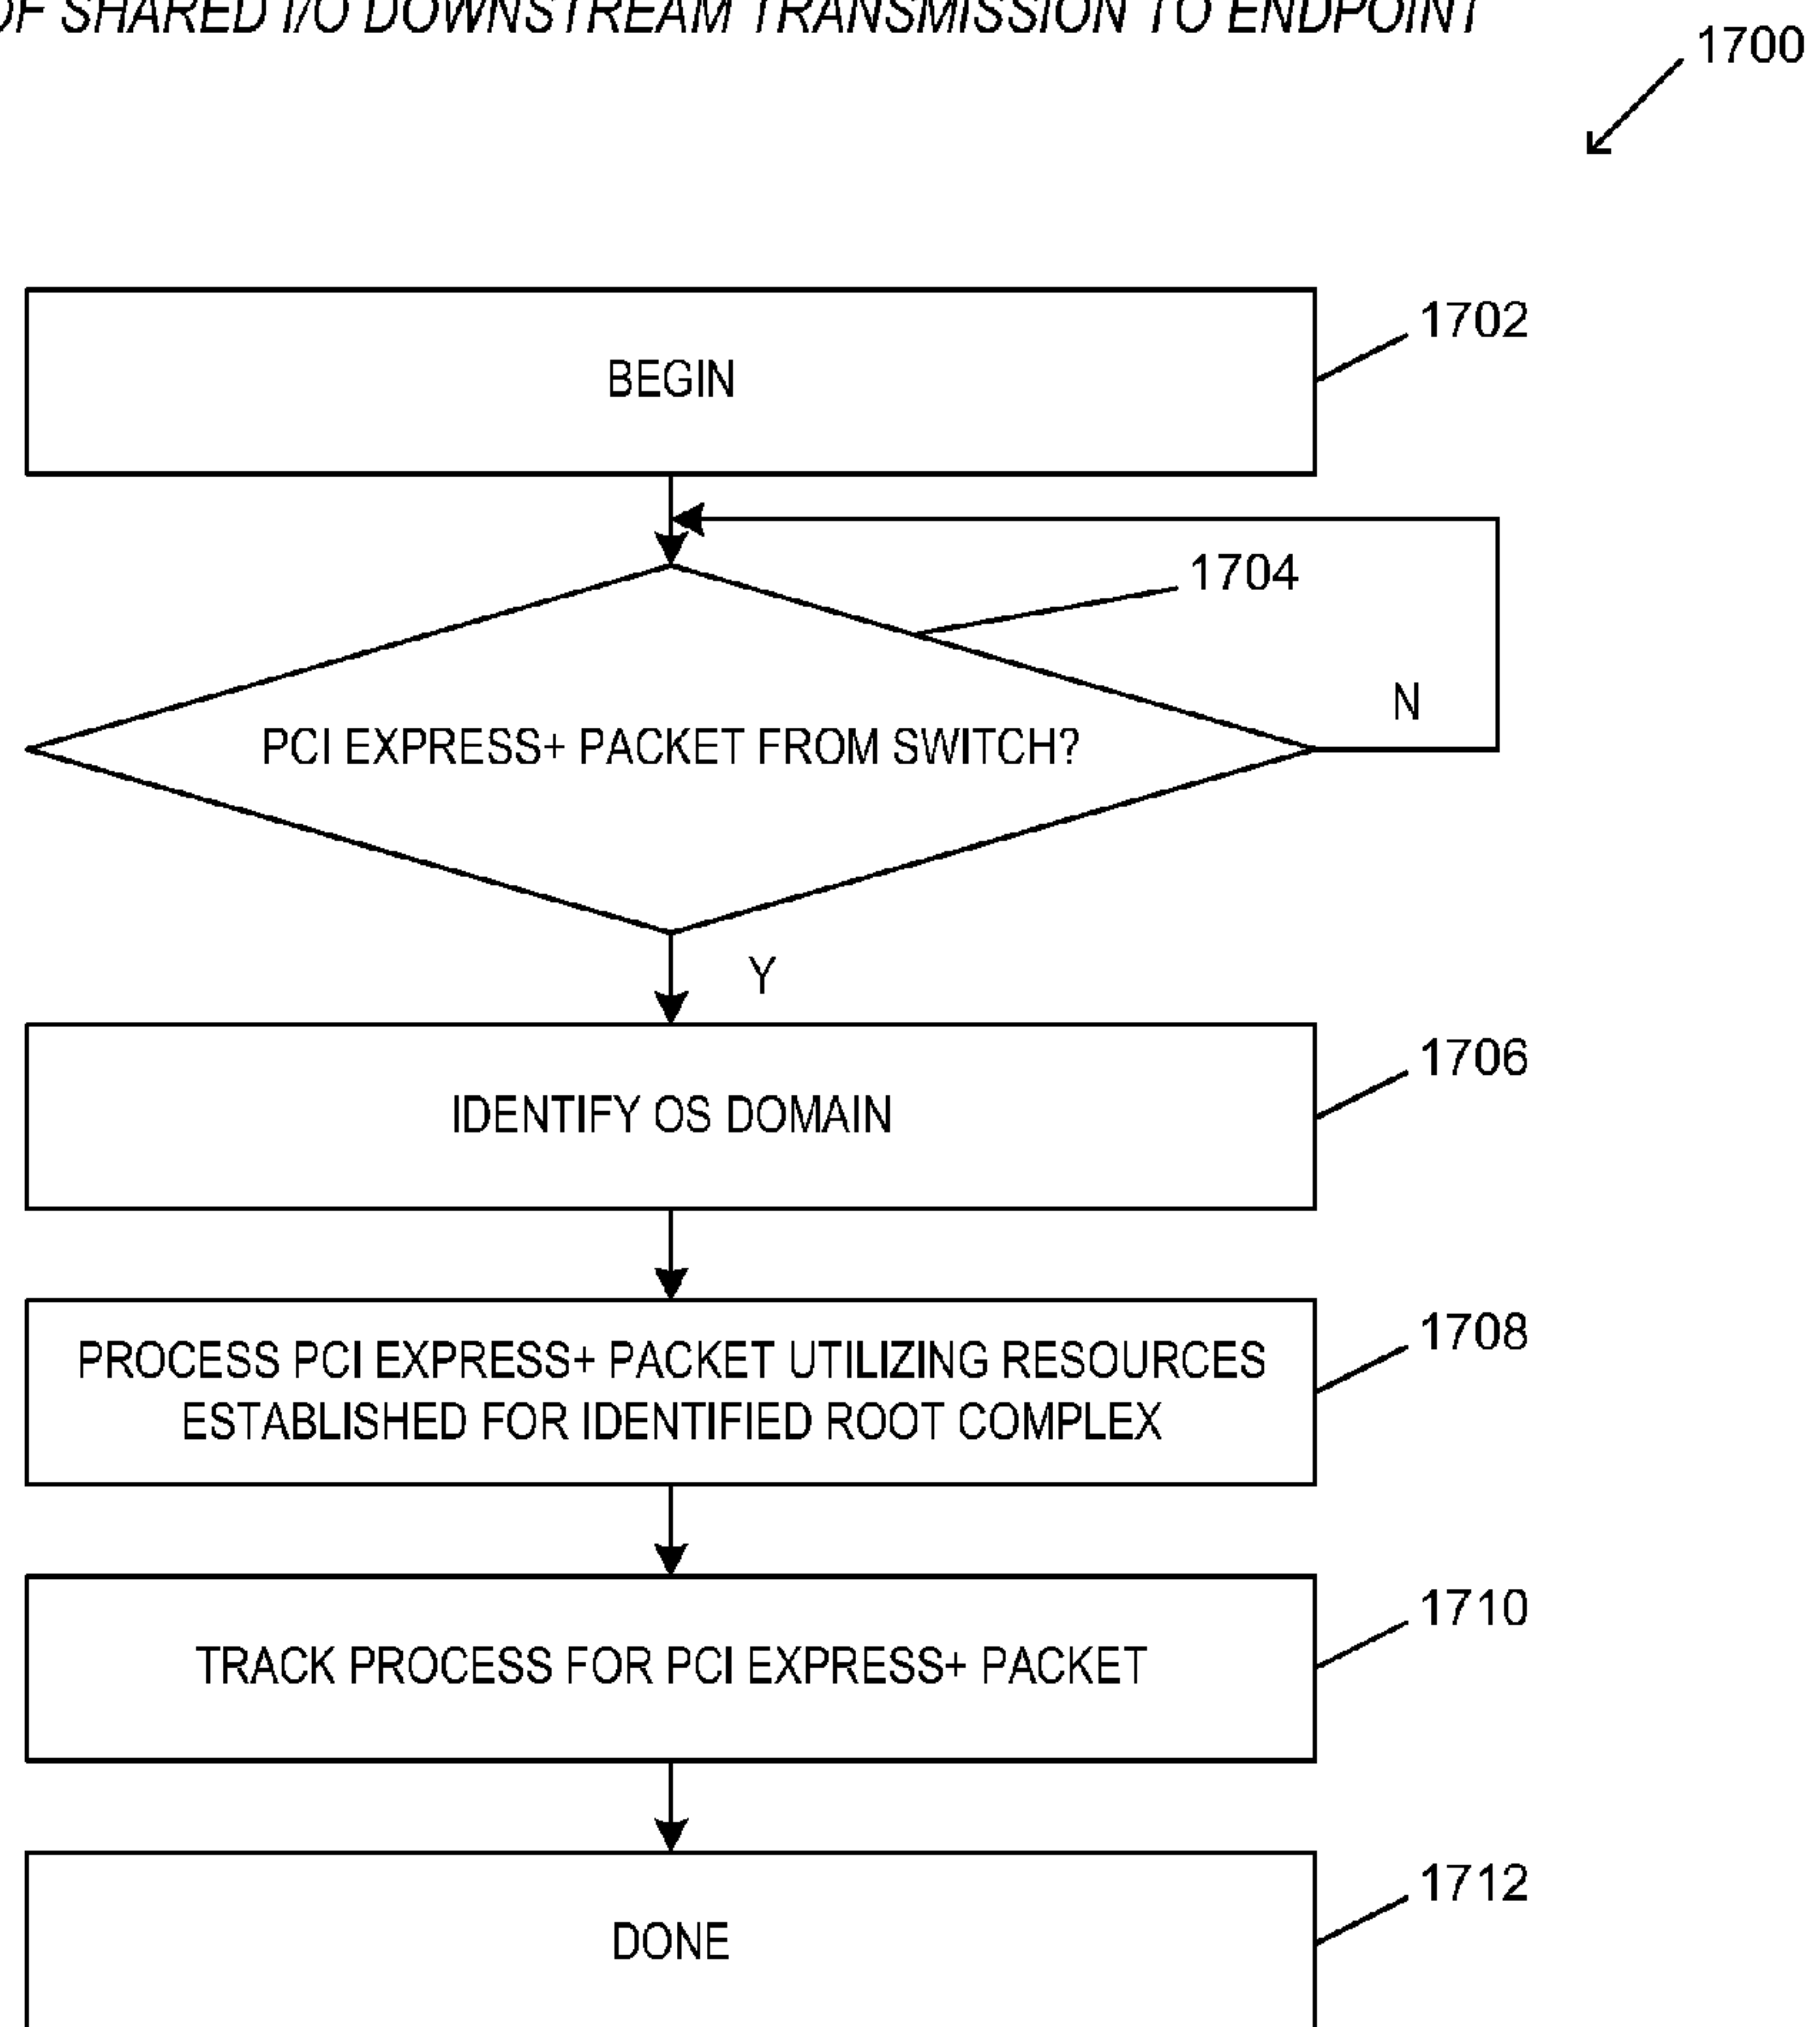 OF SHARED I/O DOWNSTREAM TRANSMISSION TO ENDPOINT
1700
BEGIN
1702
1704
N
PCI EXPRESS+ PACKET FROM SWITCH?
Y
IDENTIFY OS DOMAIN
1706
PROCESS PCI EXPRESS+ PACKET UTILIZING RESOURCES
ESTABLISHED FOR IDENTIFIED ROOT COMPLEX
1708
TRACK PROCESS FOR PCI EXPRESS+ PACKET
1710
DONE
1712